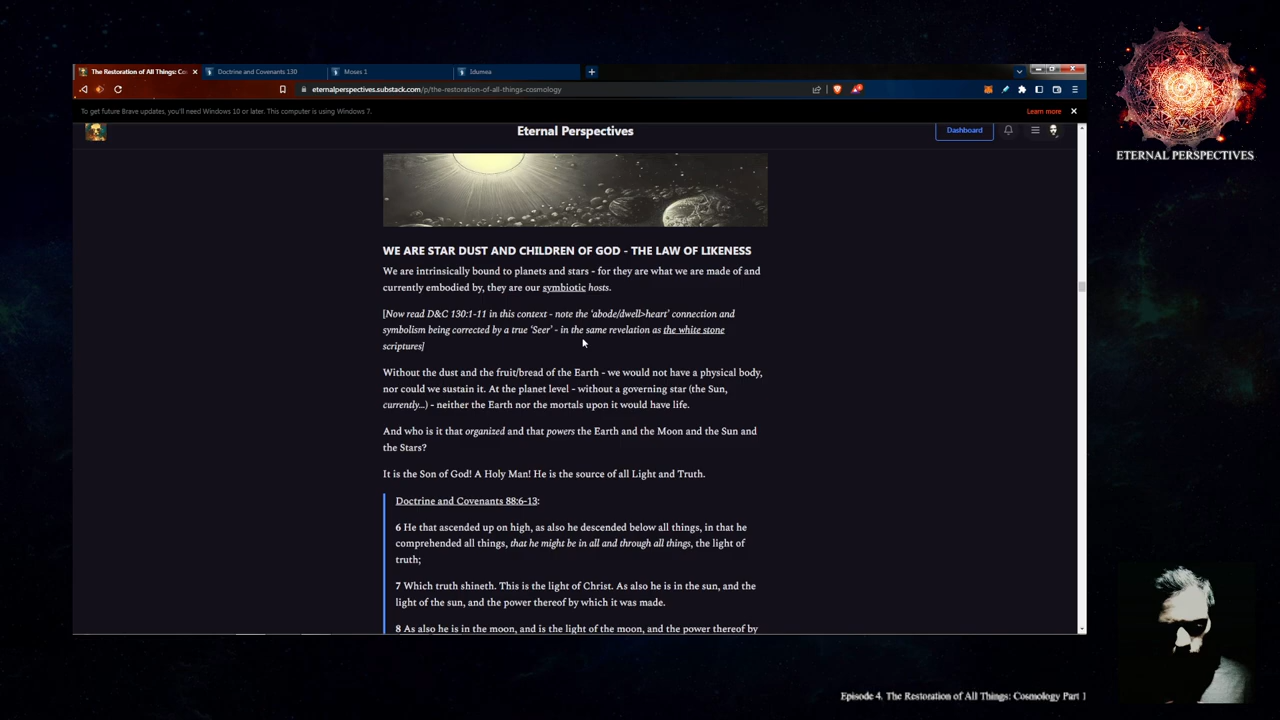 The Restoration of All Things: Co
Doctrine and Covenants 130
Moses 1
Idumea
eternalperspectives.substack.com/p/the-restoration-of-all-things-cosmology
To get future Brave updates, you'll need Windows 10 or later. This computer is using Windows 7.
Learn more
Eternal Perspectives
Dashboard
ETERNAL PERSPECTIVES
WE ARE STAR DUST AND CHILDREN OF GOD - THE LAW OF LIKENESS
We are intrinsically bound to planets and stars - for they are what we are made of and
currently embodied by, they are our symbiotic hosts.
[Now read D&C 130:1-11 in this context - note the 'abode/dwell>heart' connection and
symbolism being corrected by a true 'Seer' - in the same revelation as the white stone
scriptures]
Without the dust and the fruit/bread of the Earth - we would not have a physical body,
nor could we sustain it. At the planet level - without a governing star (the Sun,
currently...) - neither the Earth nor the mortals upon it would have life.
And who is it that organized and that powers the Earth and the Moon and the Sun and
the Stars?
It is the Son of God! A Holy Man! He is the source of all Light and Truth.
Doctrine and Covenants 88:6-13:
6 He that ascended up on high, as also he descended below all things, in that he
comprehended all things, that he might be in all and through all things, the light of
truth;
7 Which truth shineth. This is the light of Christ. As also he is in the sun, and the
light of the sun, and the power thereof by which it was made.
8 As also he is in the moon, and is the light of the moon, and the power thereof by
Episode 4. The Restoration of All Things: Cosmology Part 1